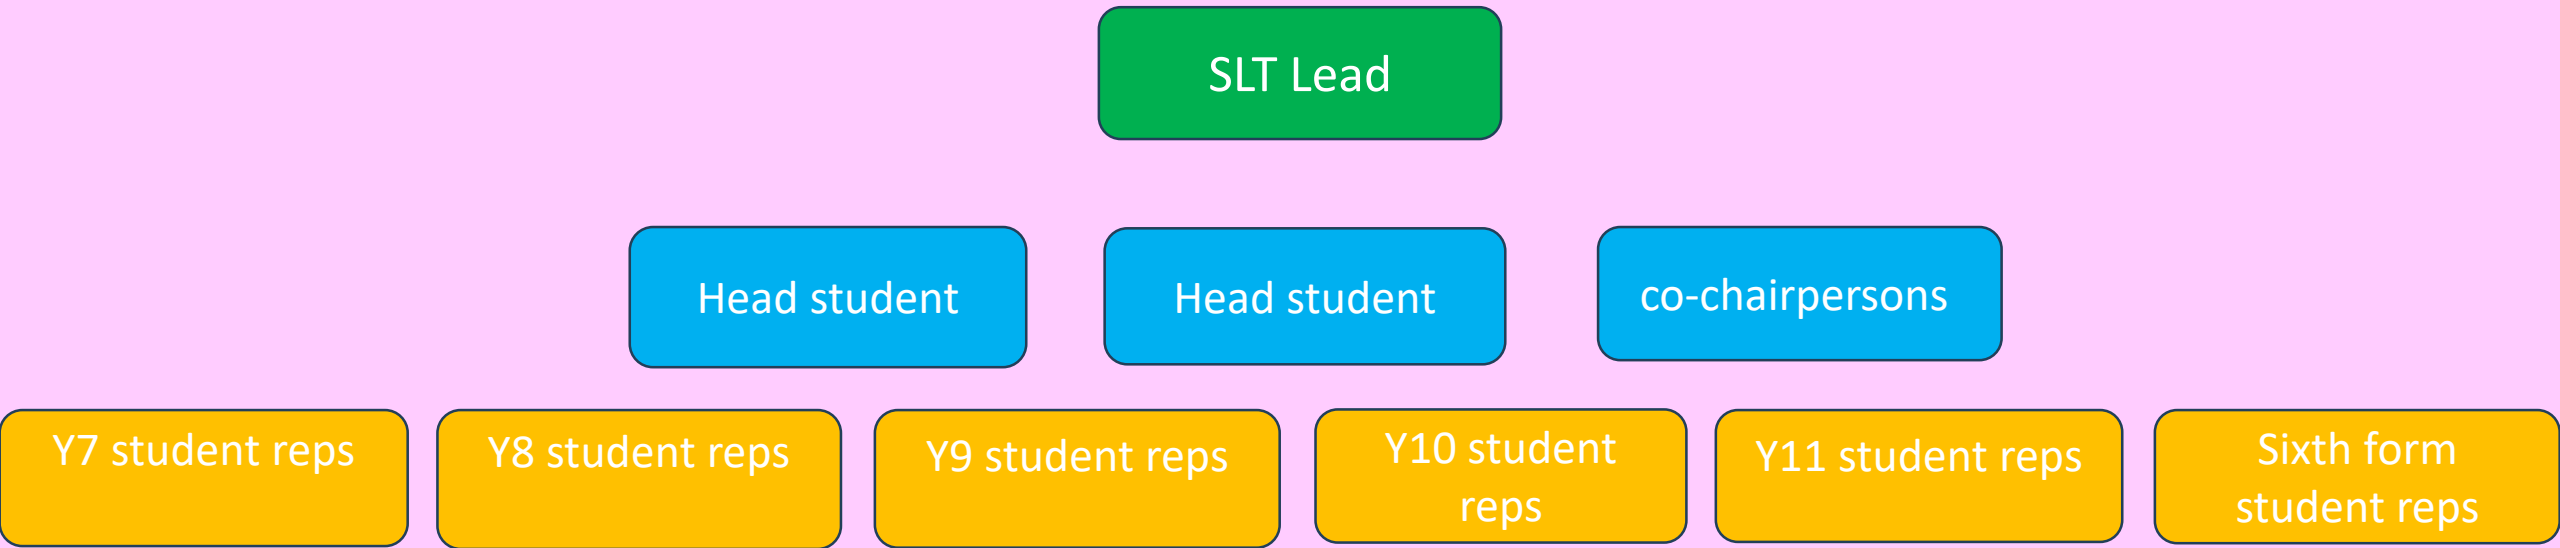 SLT Lead
Head student
Head student
co-chairpersons
Y7 student reps
Y8 student reps
Y9 student reps
Y10 student
reps
Y11 student reps
Sixth form
student reps